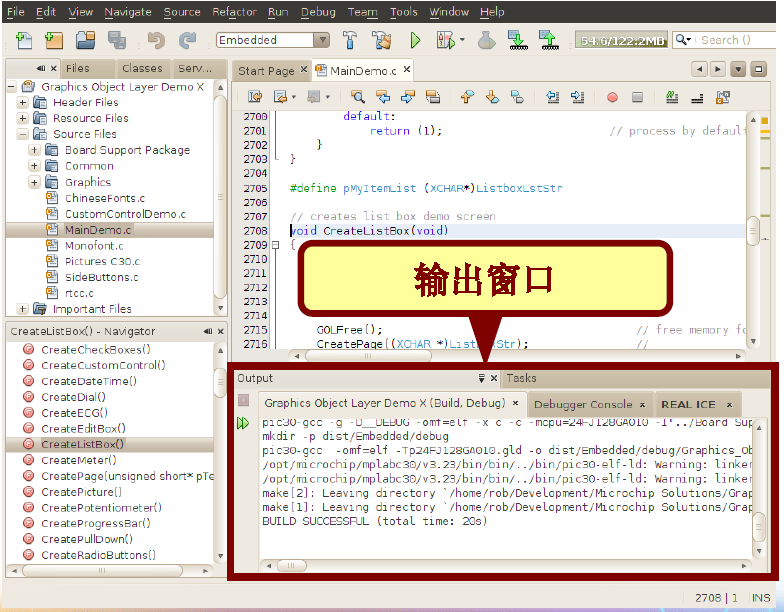 File Edit View Navigate Source Refactor Run Debug Team Tools Window Help
Embedded
54.6/122.2MB
Search ()
Files Classes Serv...
Start Page MainDemo.c
Graphics Object Layer Demo X
Header Files
Resource Files
Source Files
Board Support Package
Common
Graphics
ChineseFonts.c
CustomControlDemo.c
MainDemo.c
Monofont.c
Pictures C30.c
SideButtons.c
rtcc.c
Important Files
2700 default:
2701 return (1); // process by default
2702 }
2703 }
2704
2705 #define pMyItemList (XCHAR*)ListboxLstStr
2706
2707 // creates list box demo screen
2708 void CreateListBox(void)
2709 {
2710
2711
2712
2713
2714
2715 GOLFree(); // free memory fo
2716 CreatePage((XCHAR *)ListBoxStr); //
输出窗口
CreateListBox() - Navigator
CreateCheckBoxes()
CreateCustomControl()
CreateDateTime()
CreateDial()
CreateECG()
CreateEditBox()
CreateListBox()
CreateMeter()
CreatePage(unsigned short* pTe
CreatePicture()
CreatePotentiometer()
CreateProgressBar()
CreatePullDown()
CreateRadioButtons()
Output Tasks
Graphics Object Layer Demo X (Build, Debug) Debugger Console REAL ICE
pic30-gcc -g -D__DEBUG -omf=elf -x c -c -mcpu=24FJ128GA010 -I'../Board Sup
mkdir -p dist/Embedded/debug
pic30-gcc -omf=elf -Tp24FJ128GA010.gld -o dist/Embedded/debug/Graphics_Ob
/opt/microchip/mplabc30/v3.23/bin/bin/../bin/pic30-elf-ld: Warning: linker
/opt/microchip/mplabc30/v3.23/bin/bin/../bin/pic30-elf-ld: Warning: linker
make[2]: Leaving directory `/home/rob/Development/Microchip Solutions/Grap
make[1]: Leaving directory `/home/rob/Development/Microchip Solutions/Grap
BUILD SUCCESSFUL (total time: 20s)
2708 | 1 INS